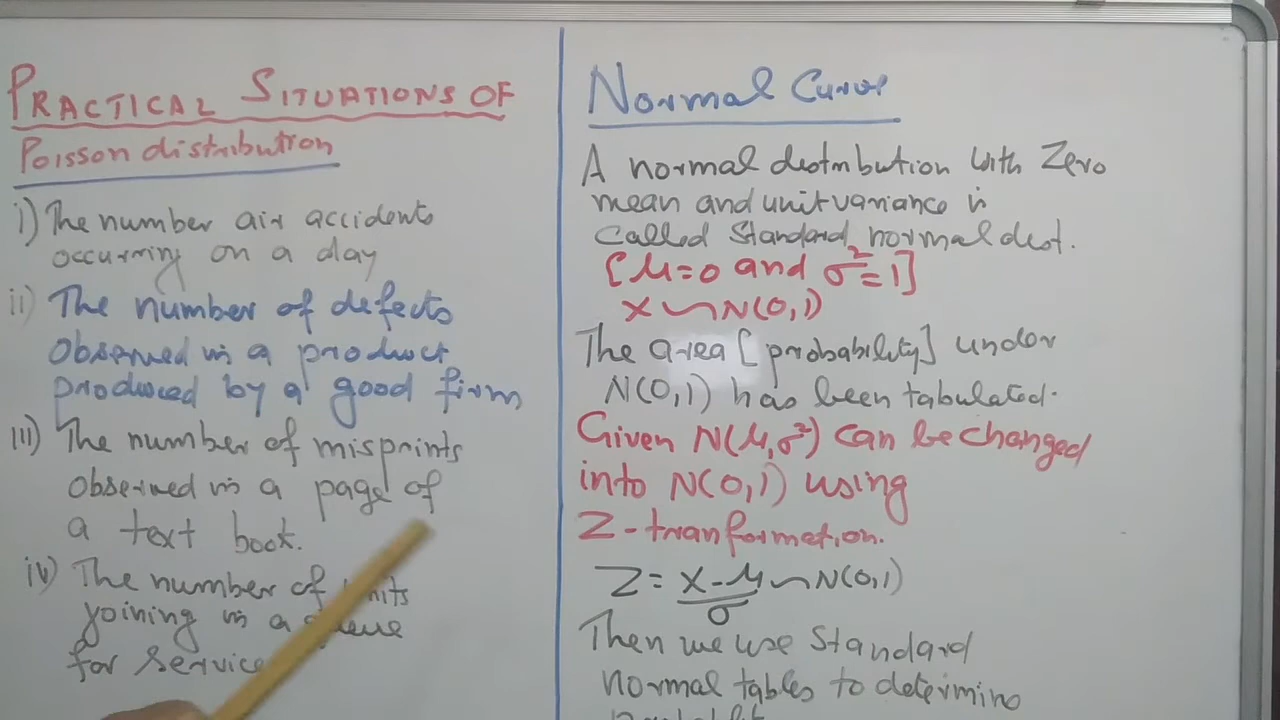 PRACTICAL SITUATIONS OF
Poisson distribution
i) The number air accidents
occurring on a day
ii) The number of defects
observed in a product
produced by a good firm
iii) The number of misprints
observed in a page of
a text book.
iv) The number of
joining in a
for service
Normal Curve
A normal distribution with Zero
mean and unit variance is
called Standard normal dist.
[μ=0 and σ²=1]
X ~ N(0,1)
The area [probability] under
N(0,1) has been tabulated.
Given N(μ,σ²) can be changed
into N(0,1) using
Z-tranformation.
Z = X-μ ~ N(0,1)
σ
Then we use Standard
normal tables to determine